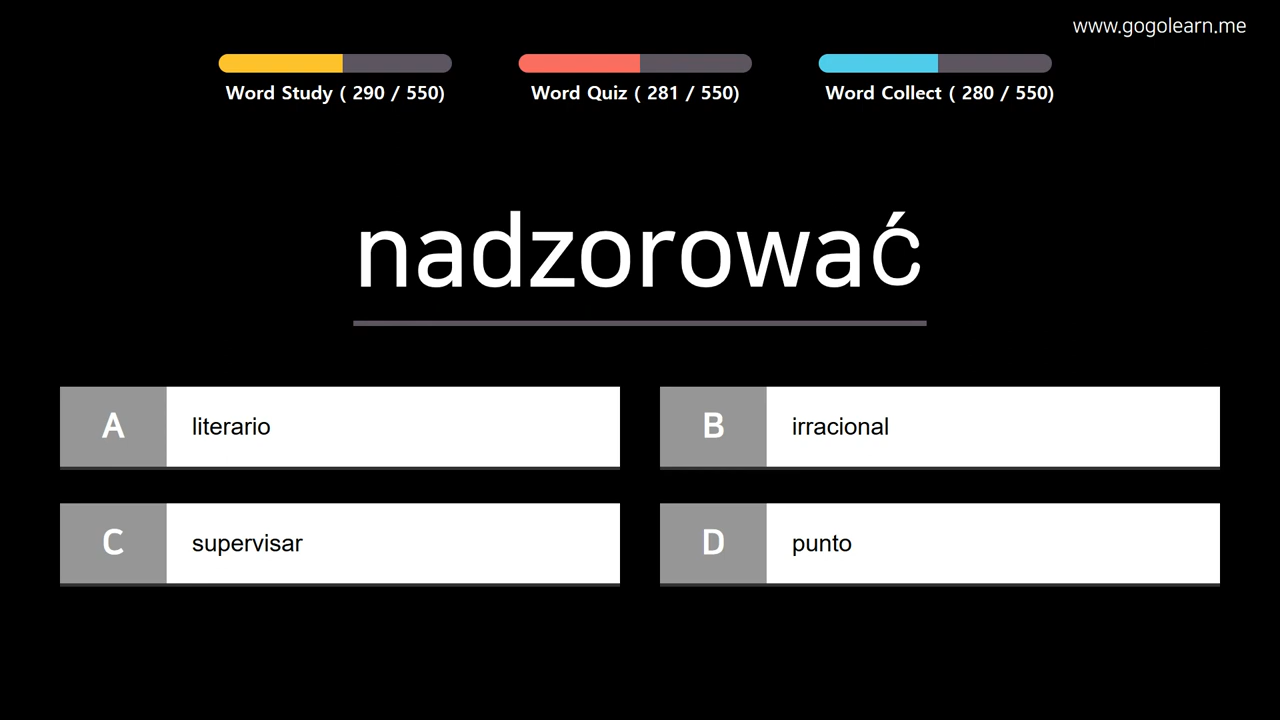 www.gogolearn.me
Word Study ( 290 / 550)
Word Quiz ( 281 / 550)
Word Collect ( 280 / 550)
nadzorować
A literario
B irracional
C supervisar
D punto